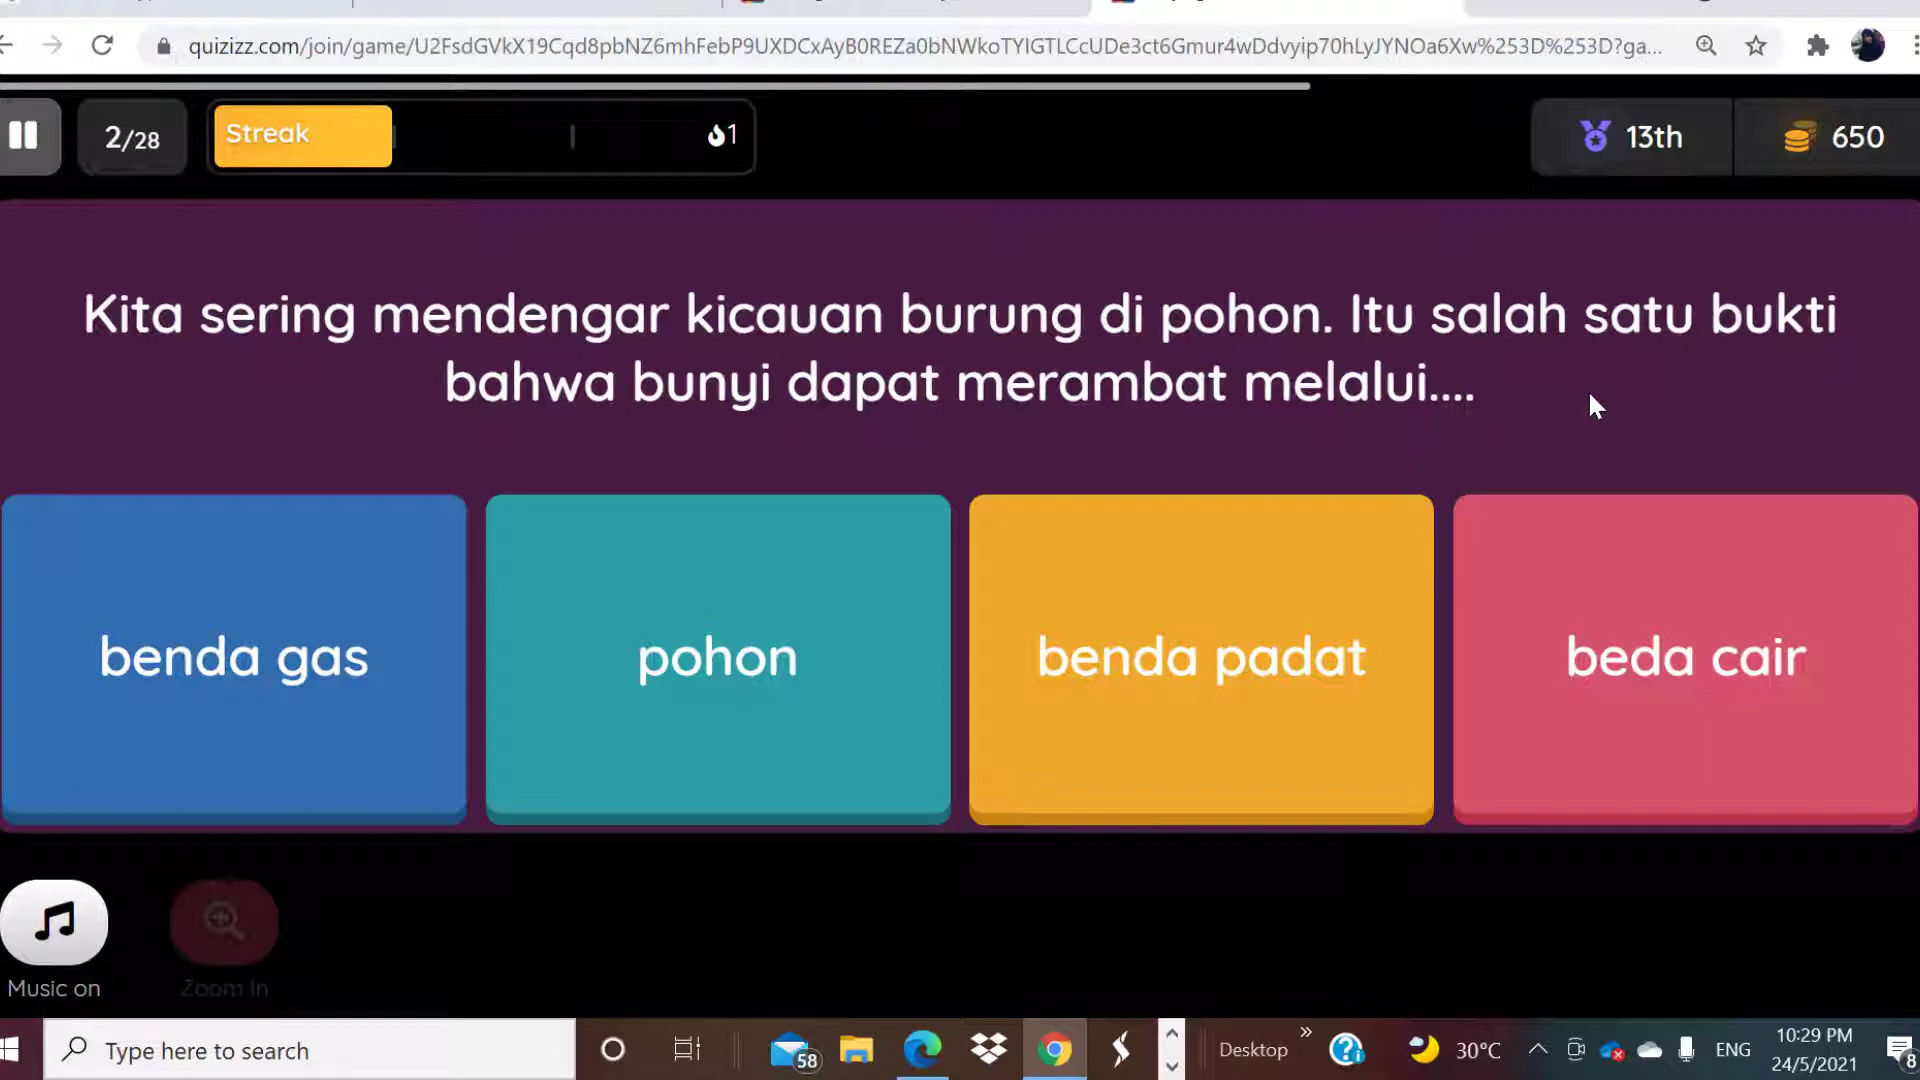 quizizz.com/join/game/U2FsdGVkX19Cqd8pbNZ6mhFebP9UXDCxAyB0REZa0bNWkoTYlGTLCcUDe3ct6Gmur4wDdvyip70hLyJYNOa6Xw%253D%253D?ga...
2/28
Streak
1
13th
650
Kita sering mendengar kicauan burung di pohon. Itu salah satu bukti
bahwa bunyi dapat merambat melalui....
benda gas
pohon
benda padat
beda cair
Music on
Zoom In
Type here to search
58
Desktop
30°C
ENG
10:29 PM
24/5/2021
8